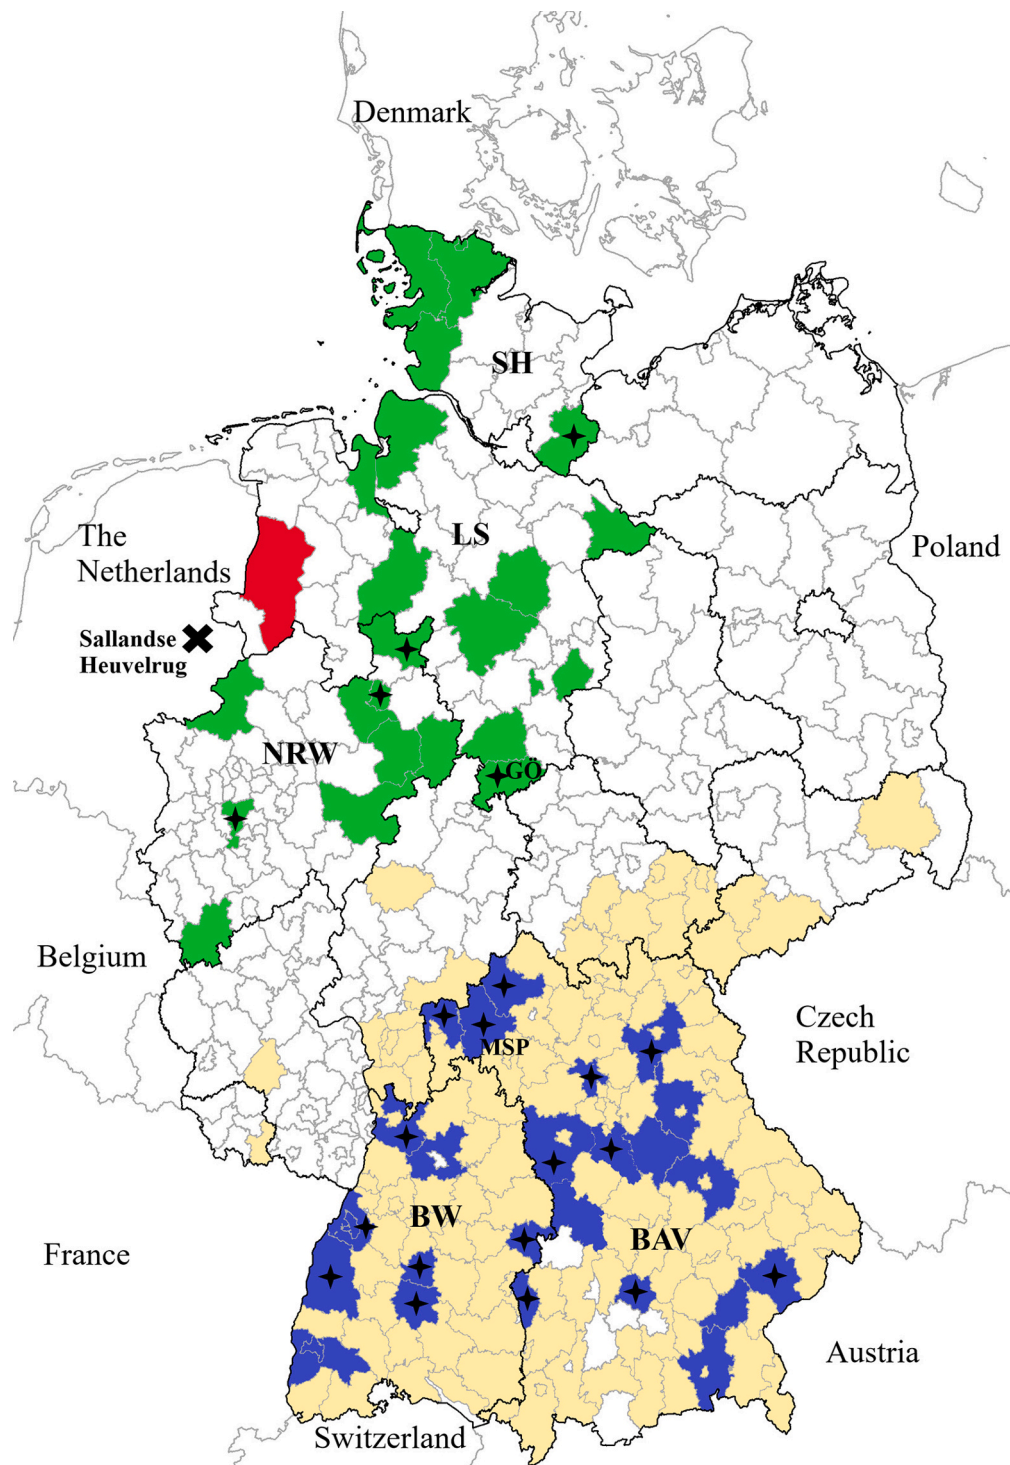 Denmark
SH
The
Netherlands
LS
Poland
Sallandse
Heuvelrug
NRW
GÖ
Belgium
Czech
Republic
MSP
BW
BAV
France
Austria
Switzerland